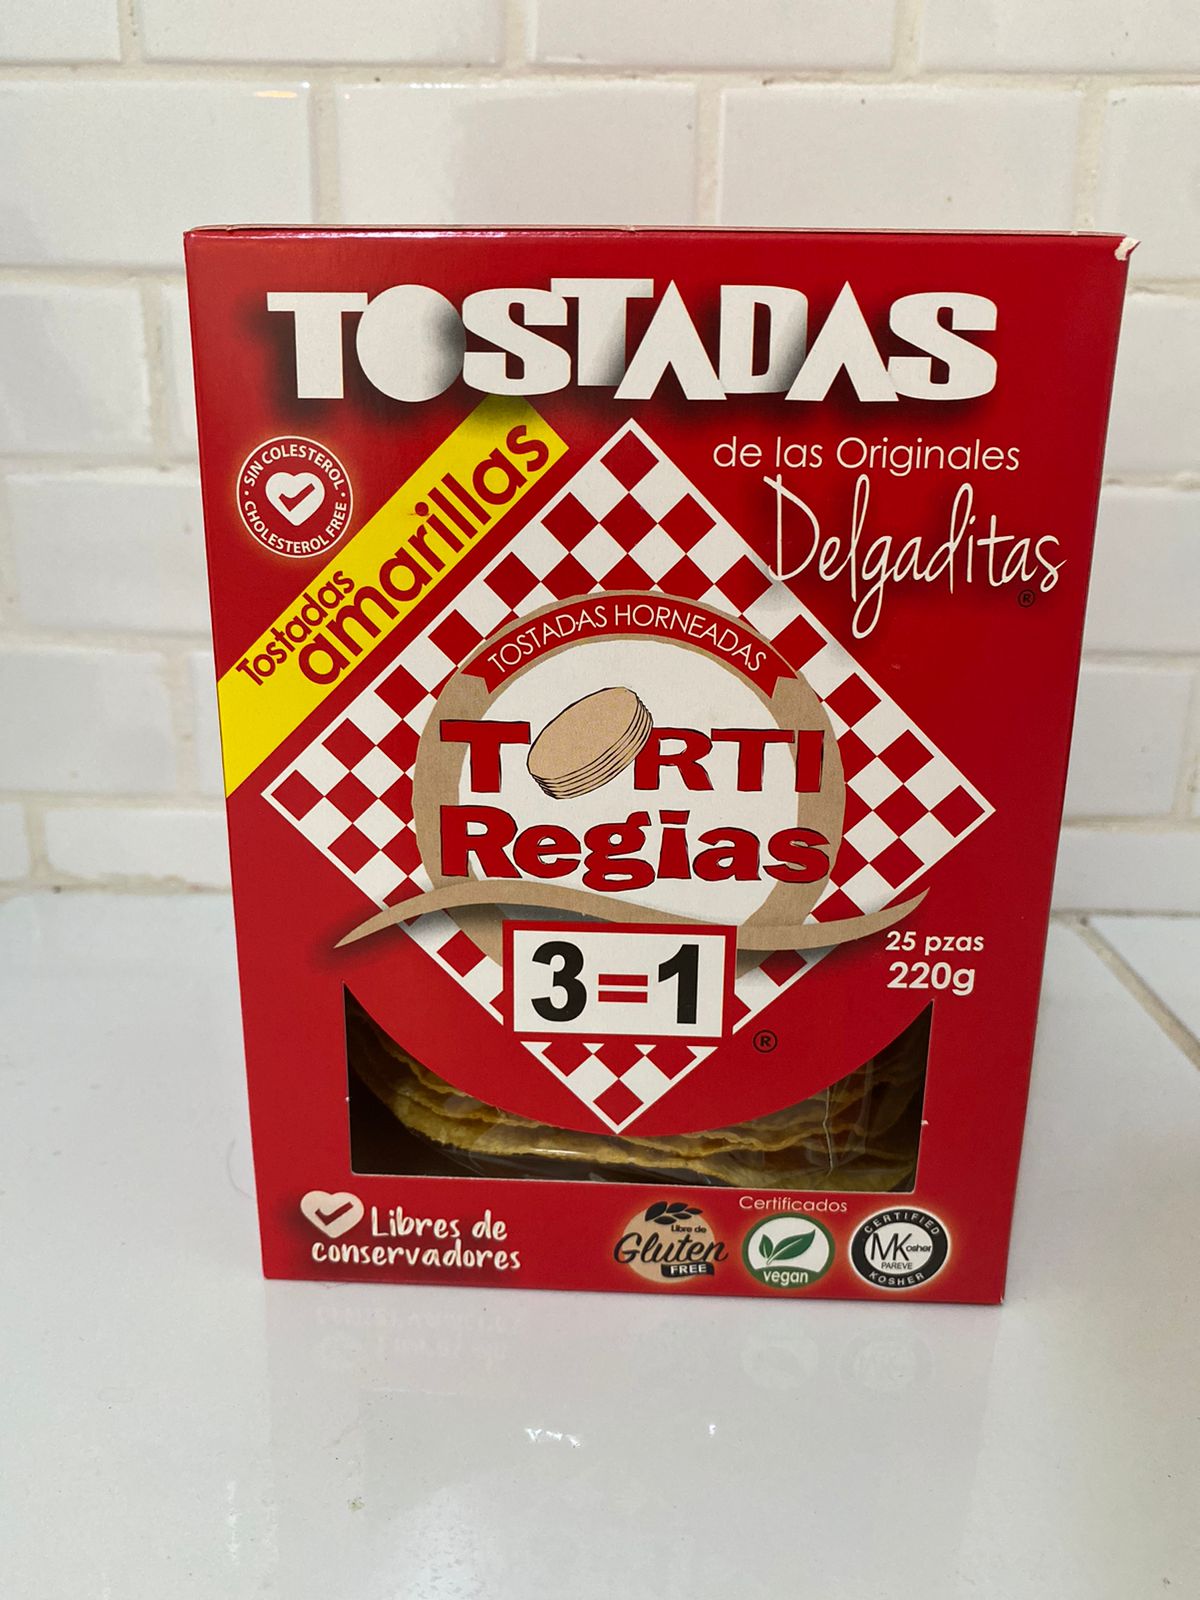 TOSTADAS
SIN COLESTEROL
CHOLESTEROL FREE
Tostadas
amarillas
de las Originales
Delgaditas
®
TOSTADAS HORNEADAS
TORTI
Regias
3=1
®
25 pzas
220g
Libres de
conservadores
Certificados
Libre de
Gluten
FREE
vegan
CERTIFIED
MKosher
PAREVE
KOSHER